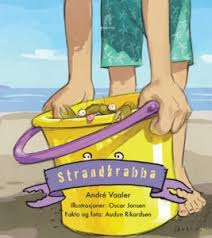 Strandkrabba
André Vaaler
Illustrasjoner: Oscar Jansen
Fakta og foto: Audun Rikardsen